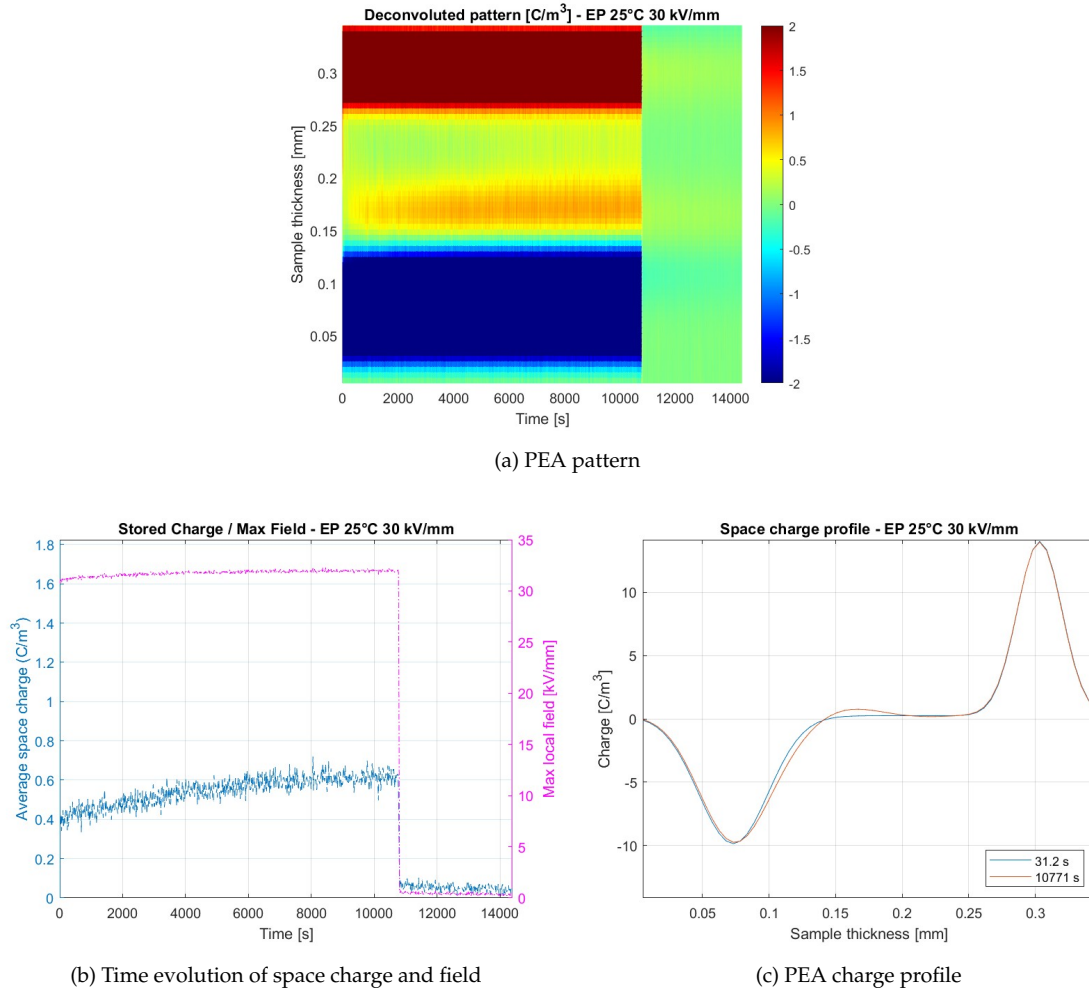 Deconvoluted pattern [C/m³] - EP 25°C 30 kV/mm
Sample thickness [mm]
0.3
0.25
0.2
0.15
0.1
0.05
0 2000 4000 6000 8000 10000 12000 14000
Time [s]
2
1.5
1
0.5
0
-0.5
-1
-1.5
-2
(a) PEA pattern
Stored Charge / Max Field - EP 25°C 30 kV/mm
Average space charge (C/m³)
1.8
1.6
1.4
1.2
1
0.8
0.6
0.4
0.2
0
0 2000 4000 6000 8000 10000 12000 14000
Time [s]
35
30
25
20
15
10
5
0
Max local field [kV/mm]
(b) Time evolution of space charge and field
Space charge profile - EP 25°C 30 kV/mm
Charge [C/m³]
10
5
0
-5
-10
31.2 s
10771 s
0.05 0.1 0.15 0.2 0.25 0.3
Sample thickness [mm]
(c) PEA charge profile